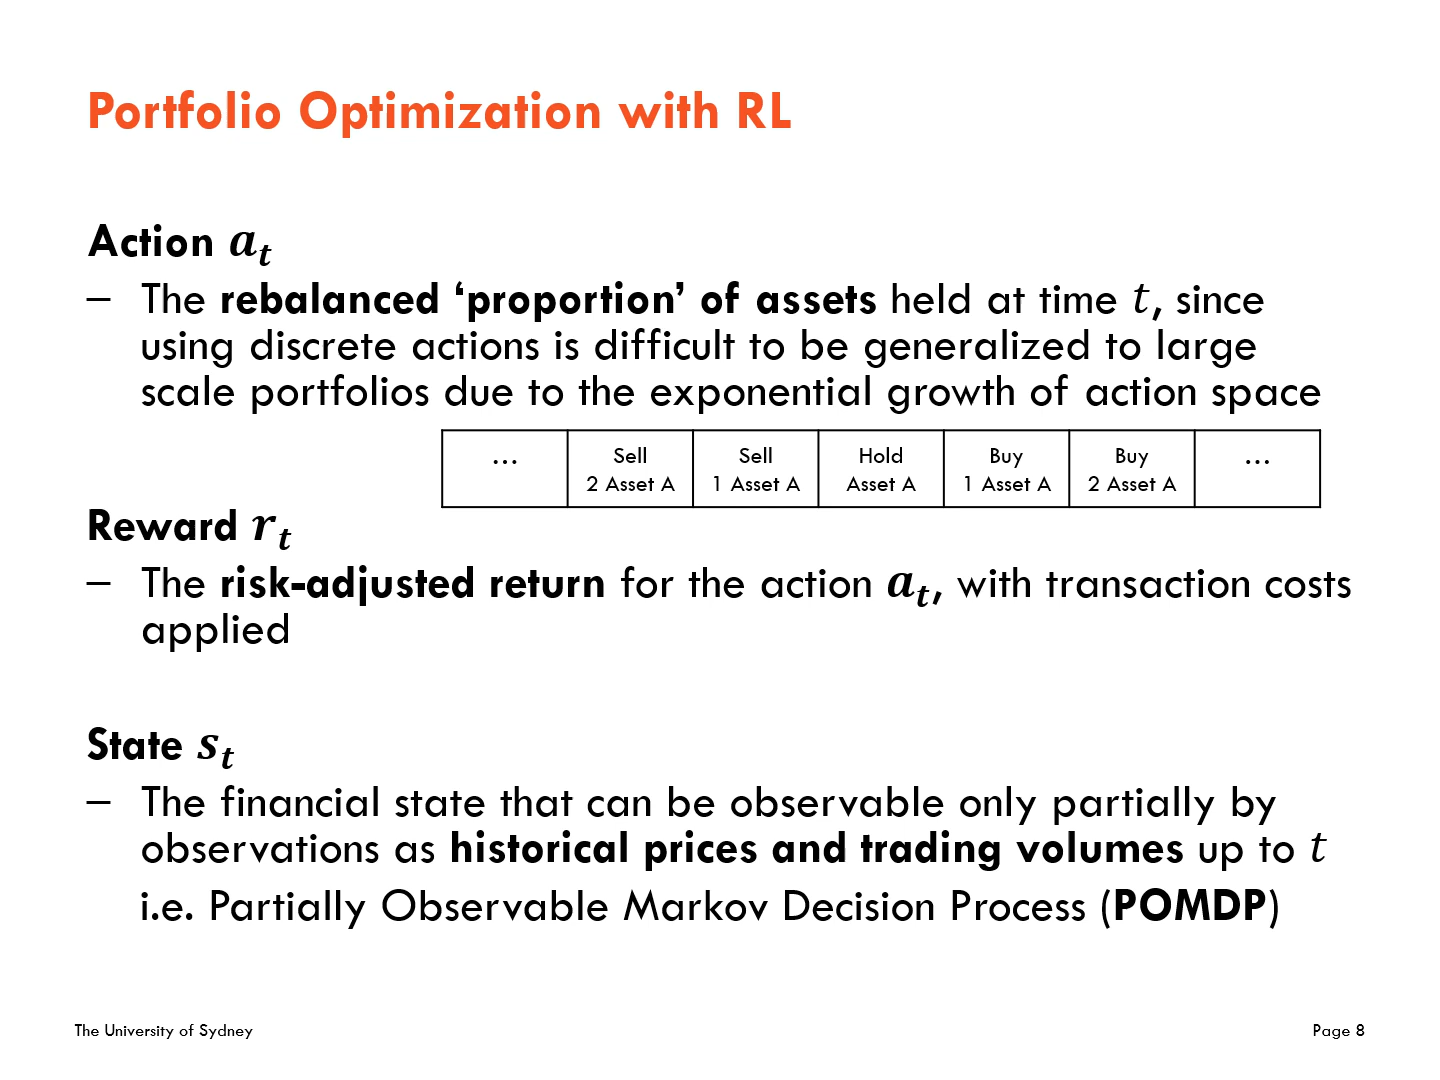 Portfolio Optimization with RL
Action 𝒂ₜ
– The rebalanced ‘proportion’ of assets held at time 𝑡, since
using discrete actions is difficult to be generalized to large
scale portfolios due to the exponential growth of action space
… Sell Sell Hold Buy Buy …
2 Asset A 1 Asset A Asset A 1 Asset A 2 Asset A
Reward 𝒓ₜ
– The risk-adjusted return for the action 𝒂ₜ, with transaction costs
applied
State 𝒔ₜ
– The financial state that can be observable only partially by
observations as historical prices and trading volumes up to 𝑡
i.e. Partially Observable Markov Decision Process (POMDP)
The University of Sydney
Page 8